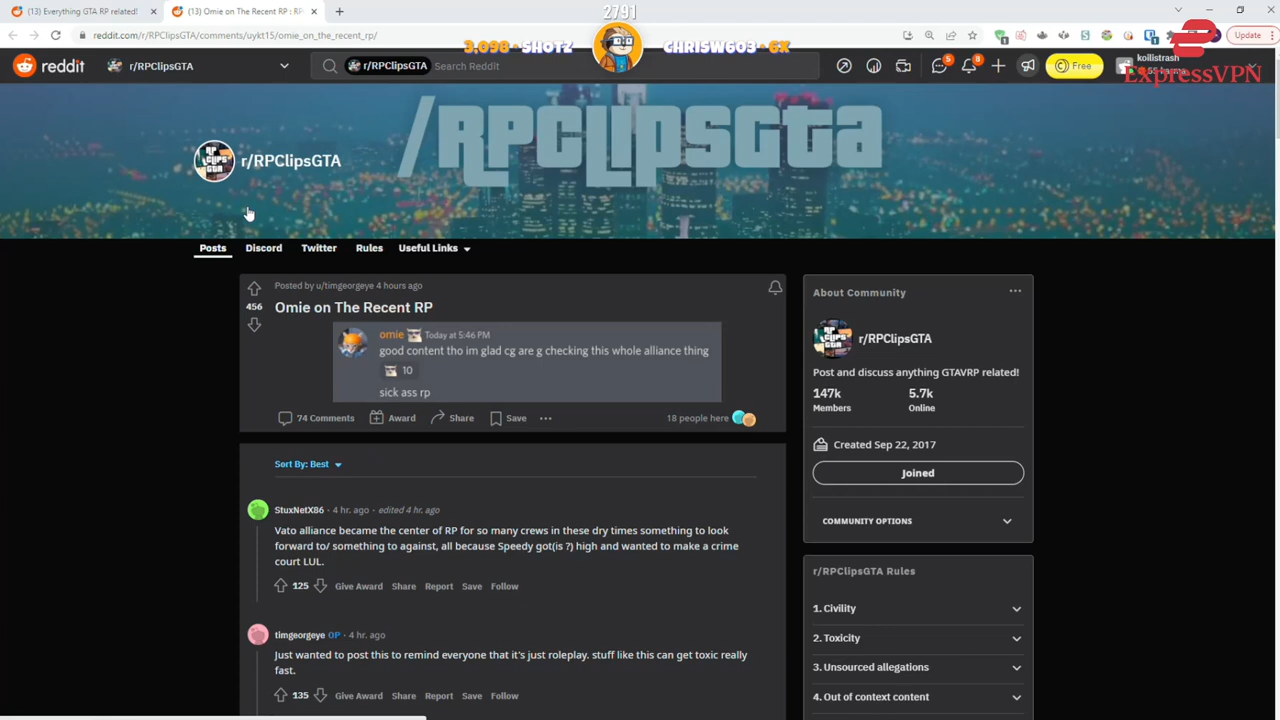 (13) Everything GTA RP related!
(13) Omie on The Recent RP : RP
2791
3,098 - SHOTZ
CHRISWG03 - 6X
reddit.com/r/RPClipsGTA/comments/uykt15/omie_on_the_recent_rp/
Update
reddit
r/RPClipsGTA
r/RPClipsGTA
Search Reddit
5
8
Free
koilistrash
ExpressVPN
/RPClipsGta
RP CLIPS GTA
r/RPClipsGTA
Posts
Discord
Twitter
Rules
Useful Links
Posted by u/timgeorgeye 4 hours ago
456
Omie on The Recent RP
omie Today at 5:46 PM
good content tho im glad cg are g checking this whole alliance thing
10
sick ass rp
74 Comments
Award
Share
Save
18 people here
Sort By: Best
StuxNetX86 · 4 hr. ago · edited 4 hr. ago
Vato alliance became the center of RP for so many crews in these dry times something to look
forward to/ something to against, all because Speedy got(is ?) high and wanted to make a crime
court LUL.
125
Give Award
Share
Report
Save
Follow
timgeorgeye OP · 4 hr. ago
Just wanted to post this to remind everyone that it's just roleplay. stuff like this can get toxic really
fast.
135
Give Award
Share
Report
Save
Follow
About Community
r/RPClipsGTA
Post and discuss anything GTAVRP related!
147k
5.7k
Members
Online
Created Sep 22, 2017
Joined
COMMUNITY OPTIONS
r/RPClipsGTA Rules
1. Civility
2. Toxicity
3. Unsourced allegations
4. Out of context content